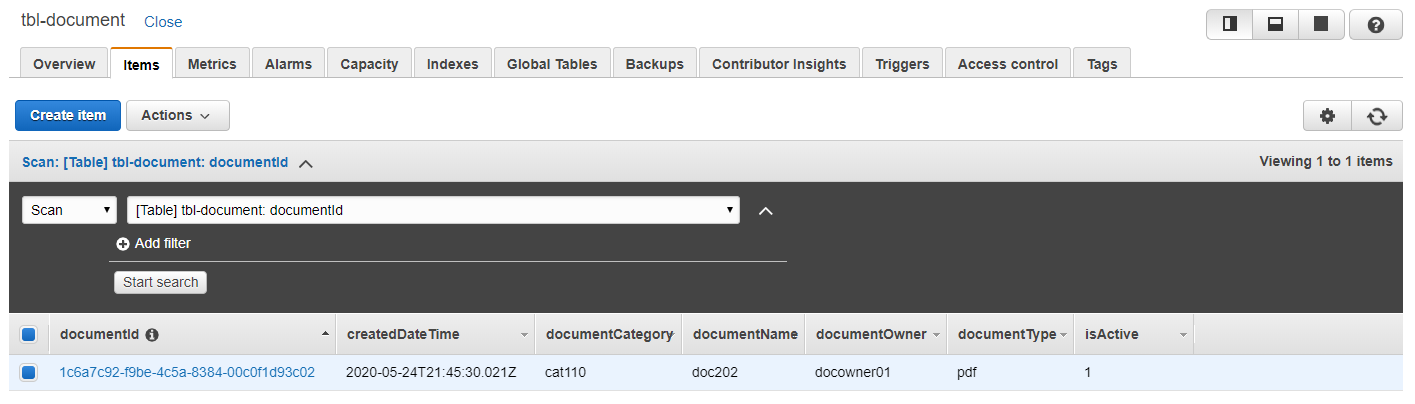 tbl-document Close
Overview Items Metrics Alarms Capacity Indexes Global Tables Backups Contributor Insights Triggers Access control Tags
Create item Actions
Scan: [Table] tbl-document: documentId Viewing 1 to 1 items
Scan [Table] tbl-document: documentId
Add filter
Start search
documentId createdDateTime documentCategory documentName documentOwner documentType isActive
1c6a7c92-f9be-4c5a-8384-00c0f1d93c02 2020-05-24T21:45:30.021Z cat110 doc202 docowner01 pdf 1